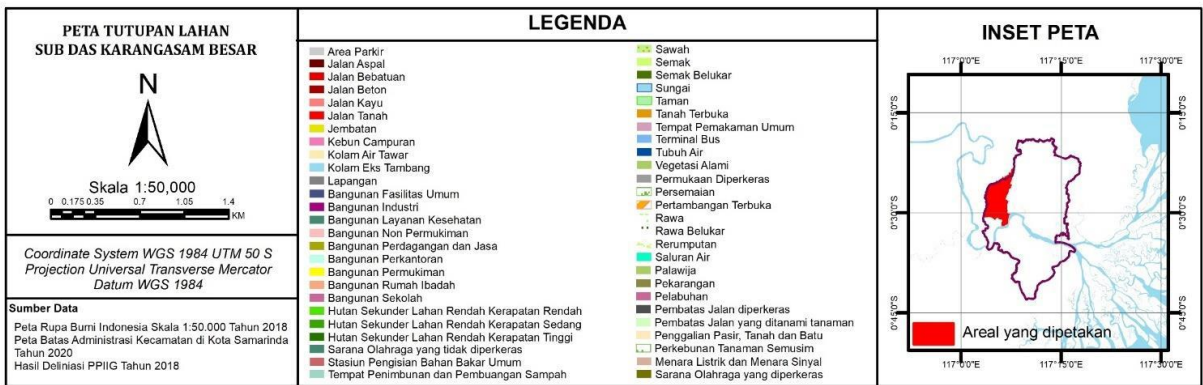 PETA TUTUPAN LAHAN
SUB DAS KARANGASAM BESAR
N
Skala 1:50,000
0 0.175 0.35 0.7 1.05 1.4
KM
Coordinate System WGS 1984 UTM 50 S
Projection Universal Transverse Mercator
Datum WGS 1984
Sumber Data
Peta Rupa Bumi Indonesia Skala 1:50.000 Tahun 2018
Peta Batas Administrasi Kecamatan di Kota Samarinda
Tahun 2020
Hasil Deliniasi PPIIG Tahun 2018
LEGENDA
Area Parkir
Jalan Aspal
Jalan Bebatuan
Jalan Beton
Jalan Kayu
Jalan Tanah
Jembatan
Kebun Campuran
Kolam Air Tawar
Kolam Eks Tambang
Lapangan
Bangunan Fasilitas Umum
Bangunan Industri
Bangunan Layanan Kesehatan
Bangunan Non Permukiman
Bangunan Perdagangan dan Jasa
Bangunan Perkantoran
Bangunan Permukiman
Bangunan Rumah Ibadah
Bangunan Sekolah
Hutan Sekunder Lahan Rendah Kerapatan Rendah
Hutan Sekunder Lahan Rendah Kerapatan Sedang
Hutan Sekunder Lahan Rendah Kerapatan Tinggi
Sarana Olahraga yang tidak diperkeras
Stasiun Pengisian Bahan Bakar Umum
Tempat Penimbunan dan Pembuangan Sampah
Sawah
Semak
Semak Belukar
Sungai
Taman
Tanah Terbuka
Tempat Pemakaman Umum
Terminal Bus
Tubuh Air
Vegetasi Alami
Permukaan Diperkeras
Persemaian
Pertambangan Terbuka
Rawa
Rawa Belukar
Rerumputan
Saluran Air
Palawija
Pekarangan
Pelabuhan
Pembatas Jalan diperkeras
Pembatas Jalan yang ditanami tanaman
Penggalian Pasir, Tanah dan Batu
Perkebunan Tanaman Semusim
Menara Listrik dan Menara Sinyal
Sarana Olahraga yang diperkeras
INSET PETA
117°0'0"E 117°15'0"E 117°30'0"E
0°15'0"S 0°15'0"S
0°30'0"S 0°30'0"S
0°45'0"S 0°45'0"S
Areal yang dipetakan
117°0'0"E 117°15'0"E 117°30'0"E